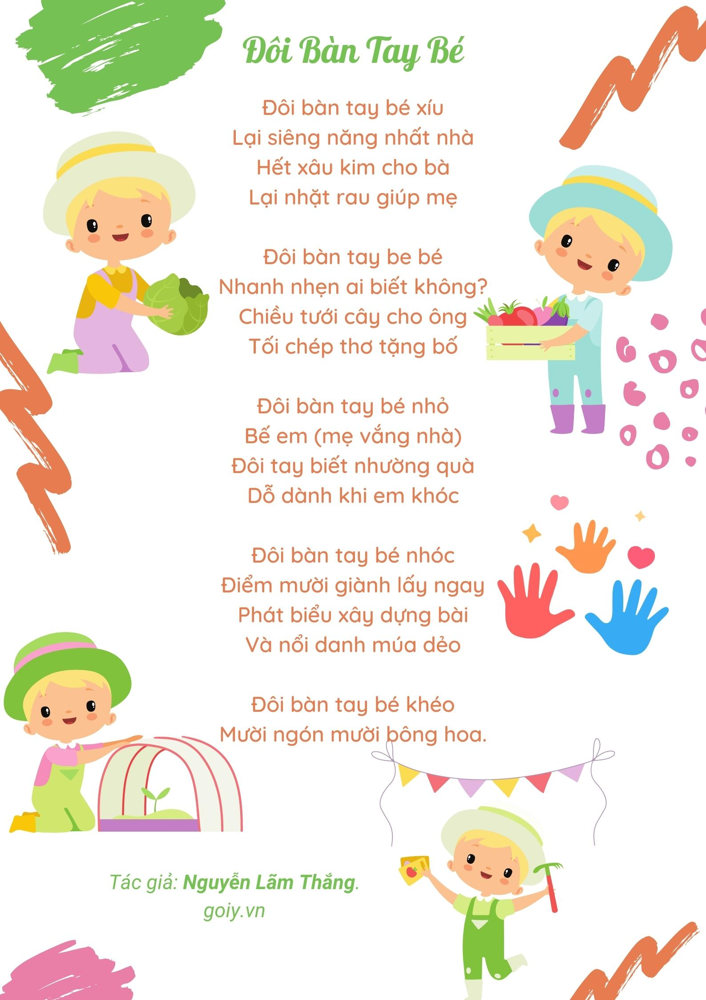 Đôi Bàn Tay Bé
Đôi bàn tay bé xíu
Lại siêng năng nhất nhà
Hết xâu kim cho bà
Lại nhặt rau giúp mẹ
Đôi bàn tay be bé
Nhanh nhẹn ai biết không?
Chiều tưới cây cho ông
Tối chép thơ tặng bố
Đôi bàn tay bé nhỏ
Bế em (mẹ vắng nhà)
Đôi tay biết nhường quà
Dỗ dành khi em khóc
Đôi bàn tay bé nhóc
Điểm mười giành lấy ngay
Phát biểu xây dựng bài
Và nổi danh múa dẻo
Đôi bàn tay bé khéo
Mười ngón mười bông hoa.
Tác giả: Nguyễn Lãm Thắng.
goiy.vn